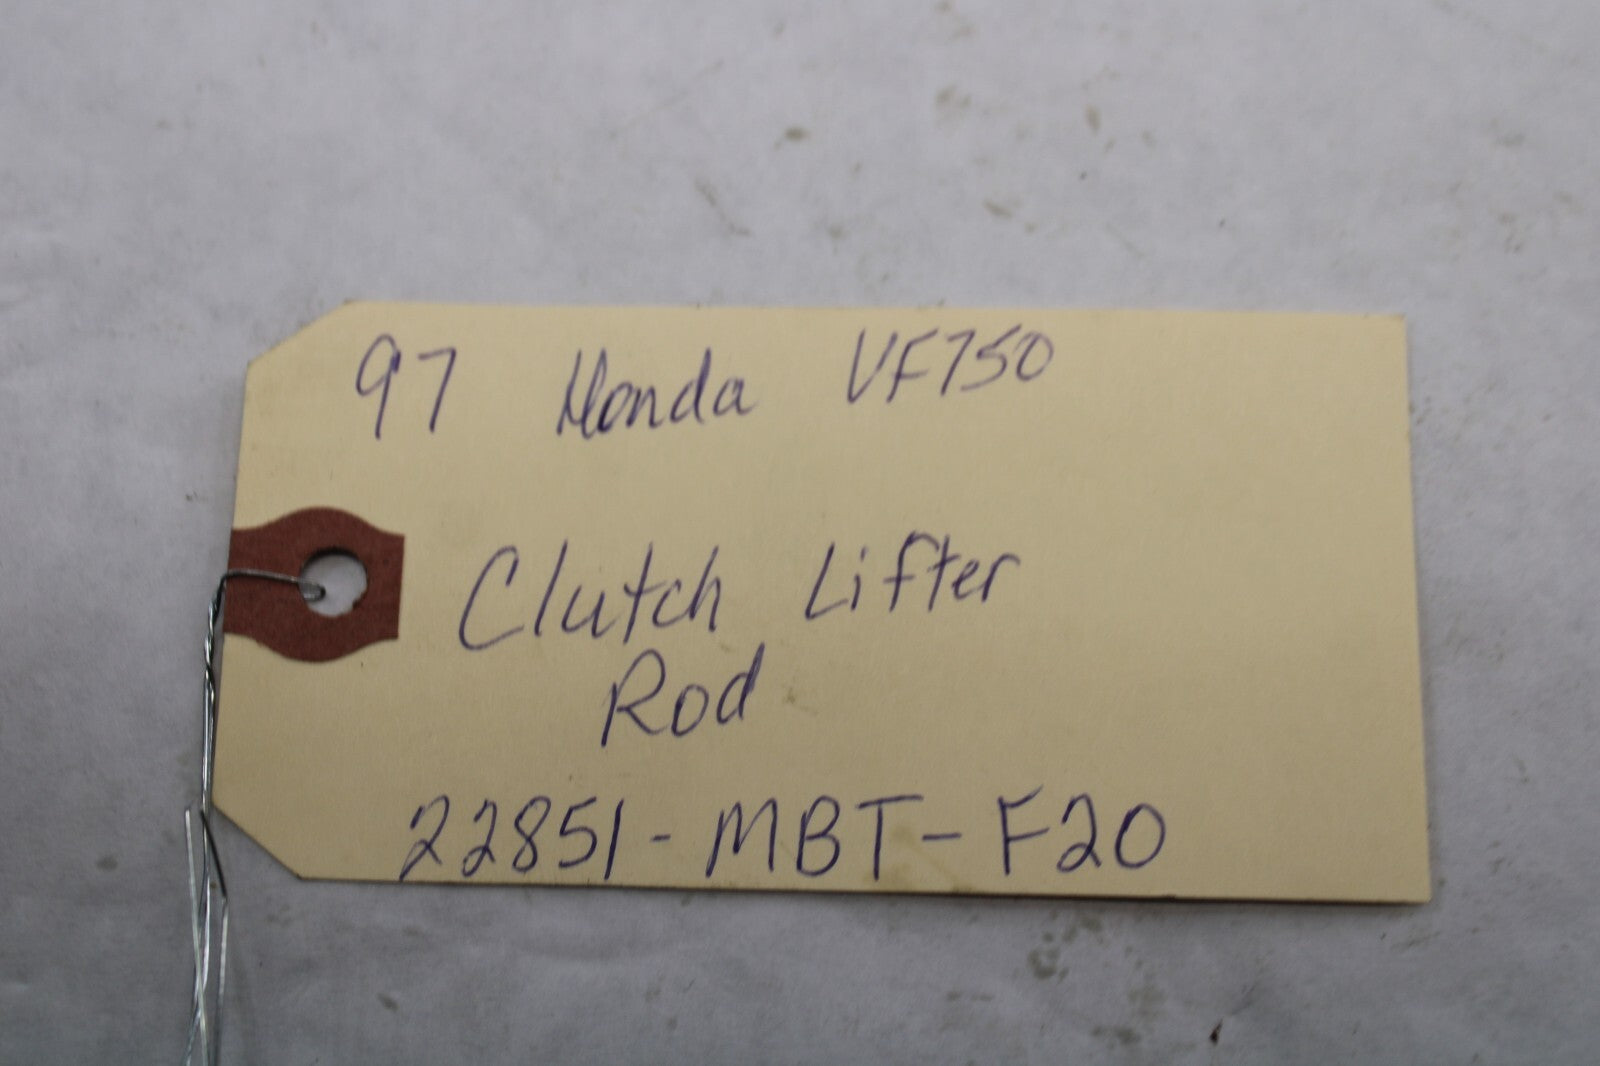 97 Honda VF750
Clutch Lifter
Rod
22851-MBT-F20